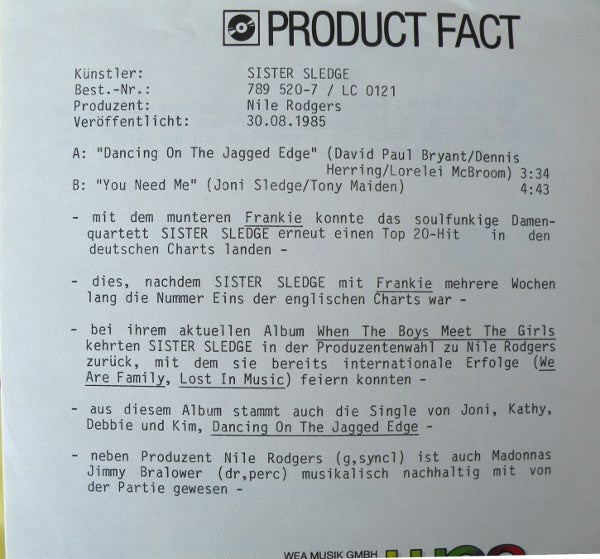 PRODUCT FACT
Künstler: SISTER SLEDGE
Best.-Nr.: 789 520-7 / LC 0121
Produzent: Nile Rodgers
Veröffentlicht: 30.08.1985
A: "Dancing On The Jagged Edge" (David Paul Bryant/Dennis
Herring/Lorelei McBroom) 3:34
B: "You Need Me" (Joni Sledge/Tony Maiden) 4:43
- mit dem munteren Frankie konnte das soulfunkige Damen-
quartett SISTER SLEDGE erneut einen Top 20-Hit in den
deutschen Charts landen -
- dies, nachdem SISTER SLEDGE mit Frankie mehrere Wochen
lang die Nummer Eins der englischen Charts war -
- bei ihrem aktuellen Album When The Boys Meet The Girls
kehrten SISTER SLEDGE in der Produzentenwahl zu Nile Rodgers
zurück, mit dem sie bereits internationale Erfolge (We
Are Family, Lost In Music) feiern konnten -
- aus diesem Album stammt auch die Single von Joni, Kathy,
Debbie und Kim, Dancing On The Jagged Edge -
- neben Produzent Nile Rodgers (g,syncl) ist auch Madonnas
Jimmy Bralower (dr,perc) musikalisch nachhaltig mit von
der Partie gewesen -
WEA MUSIK GMBH